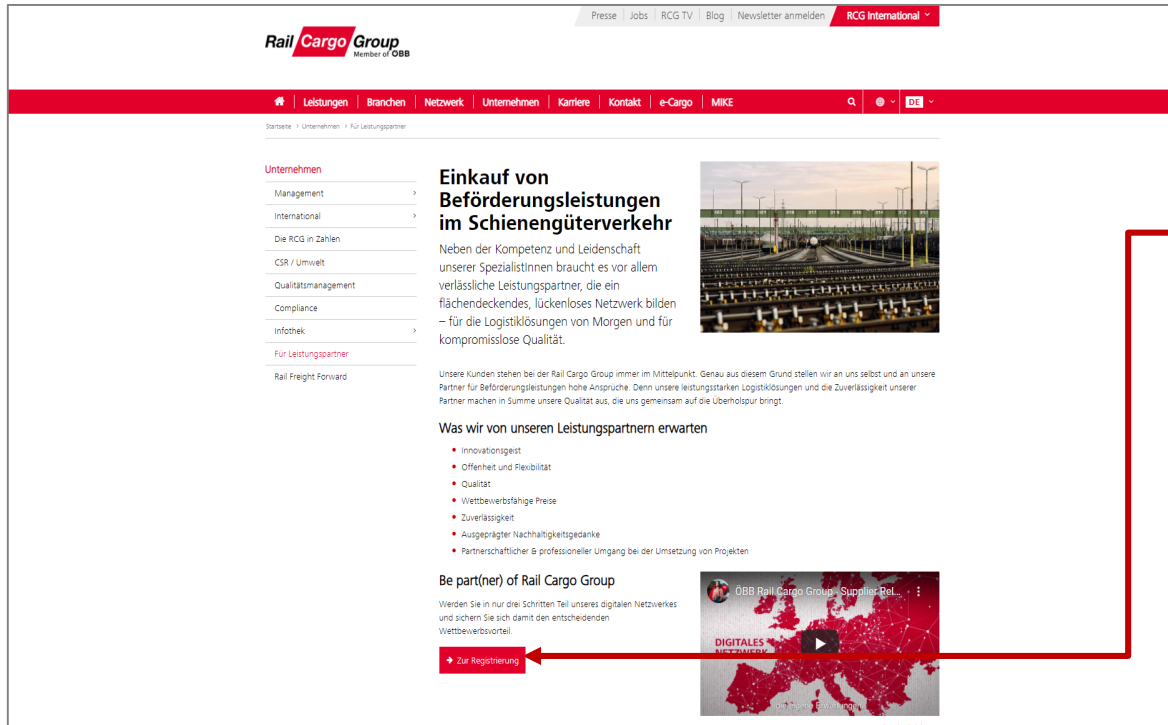 Presse Jobs RCG TV Blog Newsletter anmelden RCG International
Rail Cargo Group
Member of ÖBB
Leistungen Branchen Netzwerk Unternehmen Karriere Kontakt e-Cargo MIKE DE
Startseite > Unternehmen > Für Leistungspartner
Unternehmen
Management
International
Die RCG in Zahlen
CSR / Umwelt
Qualitätsmanagement
Compliance
Infothek
Für Leistungspartner
Rail Freight Forward
Einkauf von
Beförderungsleistungen
im Schienengüterverkehr
Neben der Kompetenz und Leidenschaft
unserer SpezialistInnen braucht es vor allem
verlässliche Leistungspartner, die ein
flächendeckendes, lückenloses Netzwerk bilden
– für die Logistiklösungen von Morgen und für
kompromisslose Qualität.
Unsere Kunden stehen bei der Rail Cargo Group immer im Mittelpunkt. Genau aus diesem Grund stellen wir an uns selbst und an unsere
Partner für Beförderungsleistungen hohe Ansprüche. Denn unsere leistungsstarken Logistiklösungen und die Zuverlässigkeit unserer
Partner machen in Summe unsere Qualität aus, die uns gemeinsam auf die Überholspur bringt.
Was wir von unseren Leistungspartnern erwarten
• Innovationsgeist
• Offenheit und Flexibilität
• Qualität
• Wettbewerbsfähige Preise
• Zuverlässigkeit
• Ausgeprägter Nachhaltigkeitsgedanke
• Partnerschaftlicher & professioneller Umgang bei der Umsetzung von Projekten
Be part(ner) of Rail Cargo Group
Werden Sie in nur drei Schritten Teil unseres digitalen Netzwerkes
und sichern Sie sich damit den entscheidenden
Wettbewerbsvorteil.
Zur Registrierung
ÖBB Rail Cargo Group - Supplier Rel...
DIGITALES
NETZWERK